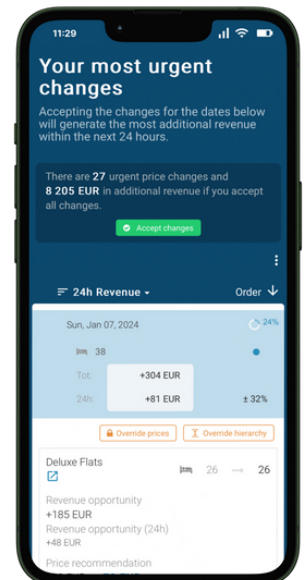 11:29
Your most urgent
changes
Accepting the changes for the dates below
will generate the most additional revenue
within the next 24 hours.
There are 27 urgent price changes and
8 205 EUR in additional revenue if you accept
all changes.
Accept changes
24h Revenue
Order
Sun, Jan 07, 2024
24%
38
Tot: +304 EUR
24h: +81 EUR ± 32%
Override prices Override hierarchy
Deluxe Flats
26 → 26
Revenue opportunity
+185 EUR
Revenue opportunity (24h)
+48 EUR
Price recommendation